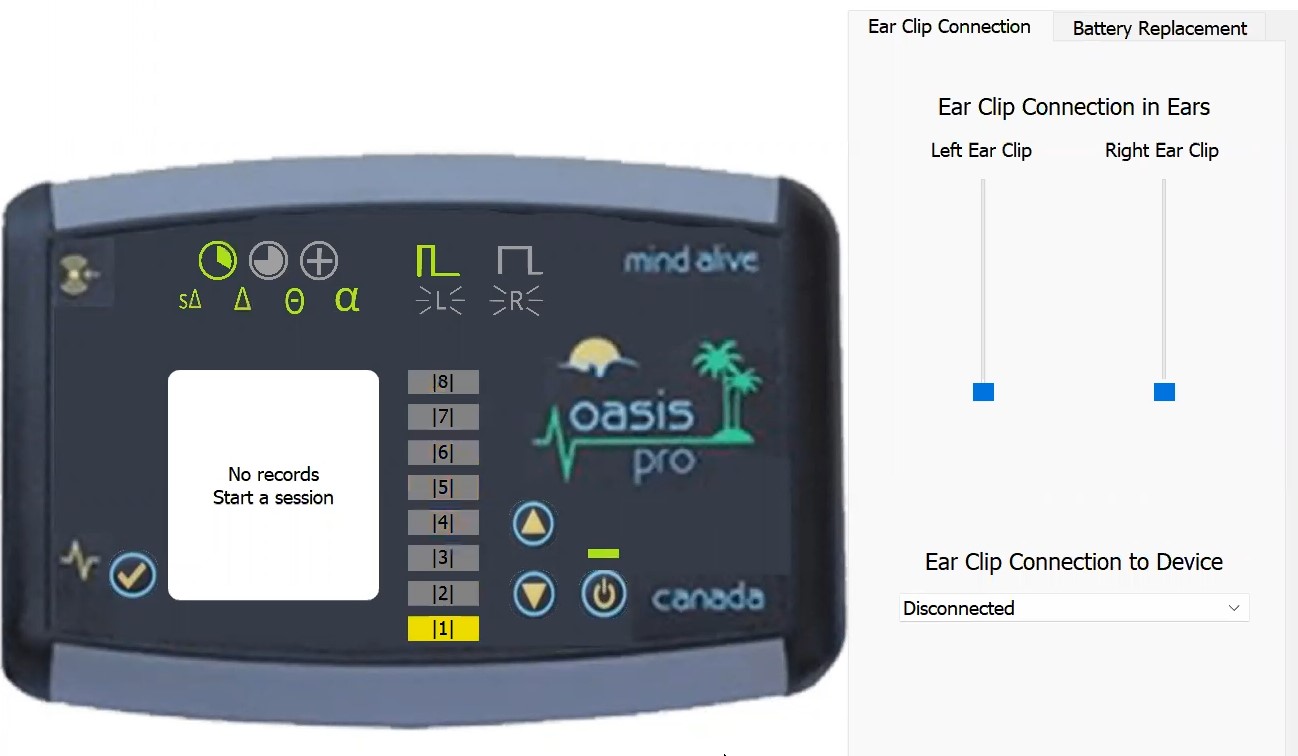 Ear Clip Connection
Battery Replacement
Ear Clip Connection in Ears
Left Ear Clip
Right Ear Clip
mind alive
sΔ Δ Θ α
L R
|8|
|7|
|6|
|5|
|4|
|3|
|2|
|1|
No records
Start a session
oasis
pro
canada
Ear Clip Connection to Device
Disconnected